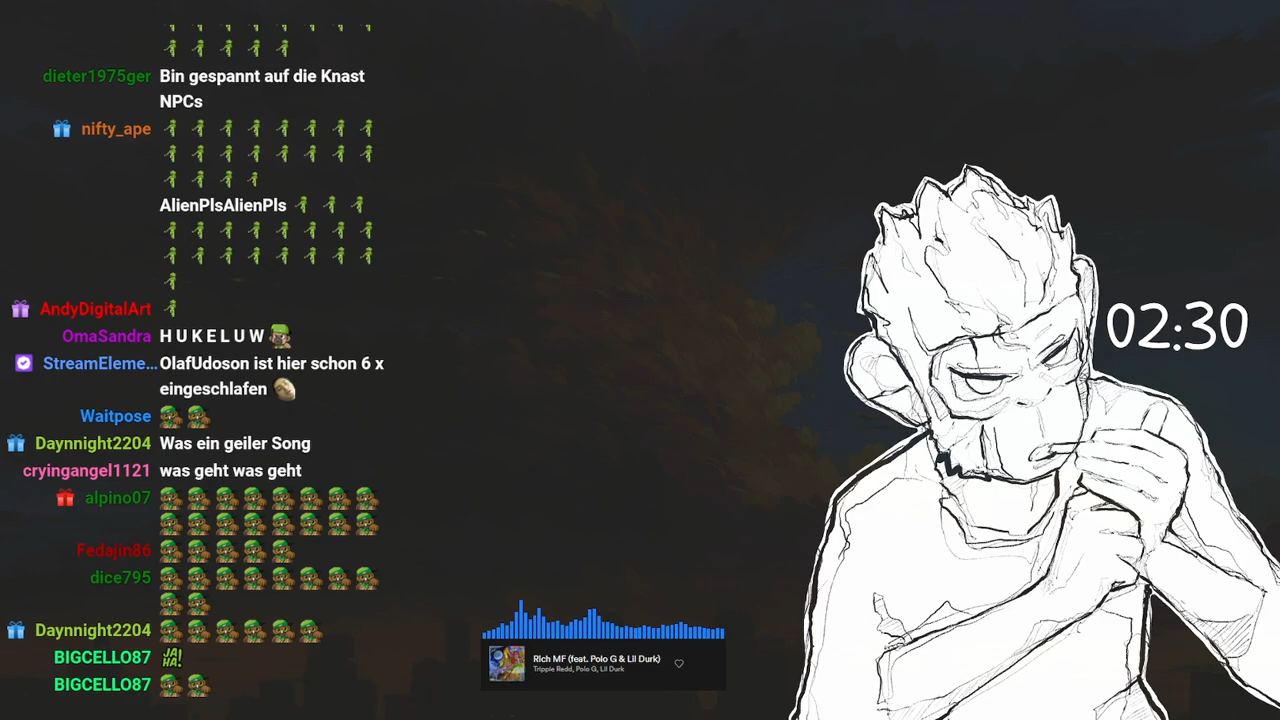 dieter1975ger Bin gespannt auf die Knast
NPCs
nifty_ape
AlienPlsAlienPls
AndyDigitalArt
OmaSandra H U K E L U W
StreamEleme... OlafUdoson ist hier schon 6 x
eingeschlafen
Waitpose
Daynnight2204 Was ein geiler Song
cryingangel1121 was geht was geht
alpino07
Fedajin86
dice795
Daynnight2204
BIGCELLO87 JA!
HA!
BIGCELLO87
02:30
Rich MF (feat. Polo G & Lil Durk)
Trippie Redd, Polo G, Lil Durk